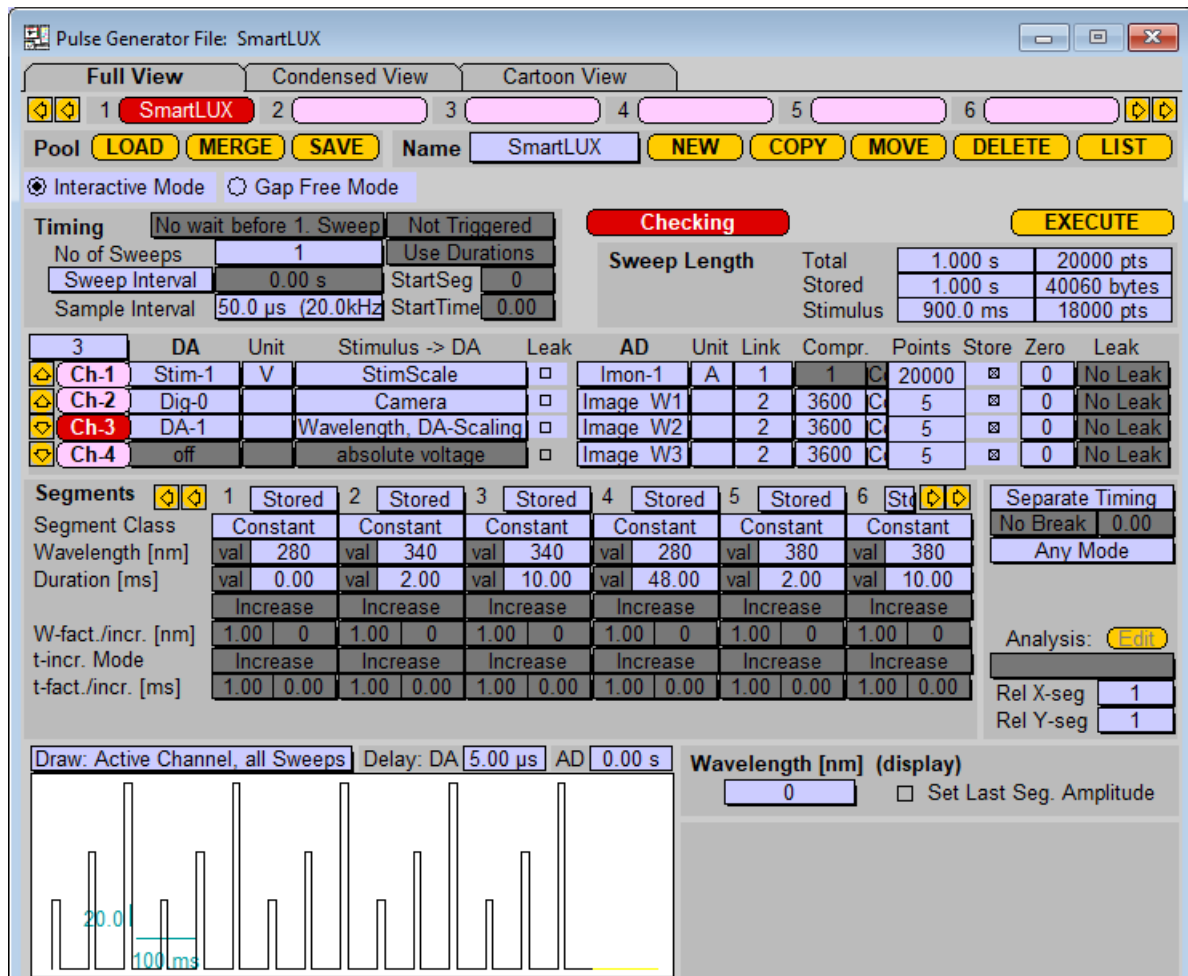 Pulse Generator File: SmartLUX
Full View Condensed View Cartoon View
1 SmartLUX 2 3 4 5 6
Pool LOAD MERGE SAVE Name SmartLUX NEW COPY MOVE DELETE LIST
Interactive Mode Gap Free Mode
Timing No wait before 1. Sweep Not Triggered Checking EXECUTE
No of Sweeps 1 Use Durations Sweep Length Total 1.000 s 20000 pts
Sweep Interval 0.00 s StartSeg 0 Stored 1.000 s 40060 bytes
Sample Interval 50.0 µs (20.0kHz StartTime 0.00 Stimulus 900.0 ms 18000 pts
3 DA Unit Stimulus -> DA Leak AD Unit Link Compr. Points Store Zero Leak
Ch-1 Stim-1 V StimScale Imon-1 A 1 1 C 20000 0 No Leak
Ch-2 Dig-0 Camera Image W1 2 3600 C 5 0 No Leak
Ch-3 DA-1 Wavelength, DA-Scaling Image W2 2 3600 C 5 0 No Leak
Ch-4 off absolute voltage Image W3 2 3600 C 5 0 No Leak
Segments 1 Stored 2 Stored 3 Stored 4 Stored 5 Stored 6 Sto Separate Timing
Segment Class Constant Constant Constant Constant Constant Constant No Break 0.00
Wavelength [nm] val 280 val 340 val 340 val 280 val 380 val 380 Any Mode
Duration [ms] val 0.00 val 2.00 val 10.00 val 48.00 val 2.00 val 10.00
Increase Increase Increase Increase Increase Increase
W-fact./incr. [nm] 1.00 0 1.00 0 1.00 0 1.00 0 1.00 0 1.00 0 Analysis: Edit
t-incr. Mode Increase Increase Increase Increase Increase Increase
t-fact./incr. [ms] 1.00 0.00 1.00 0.00 1.00 0.00 1.00 0.00 1.00 0.00 1.00 0.00 Rel X-seg 1
Rel Y-seg 1
Draw: Active Channel, all Sweeps Delay: DA 5.00 µs AD 0.00 s Wavelength [nm] (display)
0 Set Last Seg. Amplitude
20.0
100 ms